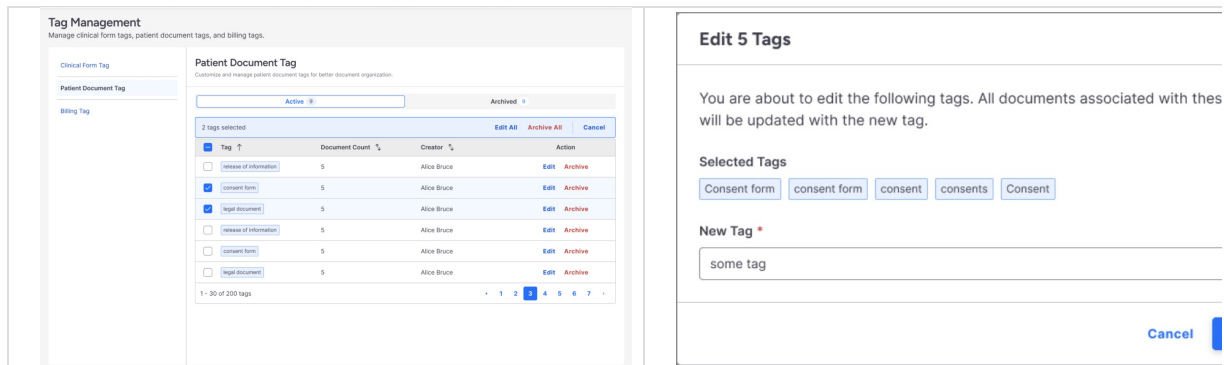 Tag Management
Manage clinical form tags, patient document tags, and billing tags.
Clinical Form Tag
Patient Document Tag
Billing Tag
Patient Document Tag
Customize and manage patient document tags for better document organization.
Active 9 Archived 9
2 tags selected Edit All Archive All Cancel
Tag ↑ Document Count Creator Action
release of information 5 Alice Bruce Edit Archive
consent form 5 Alice Bruce Edit Archive
legal document 5 Alice Bruce Edit Archive
release of information 5 Alice Bruce Edit Archive
consent form 5 Alice Bruce Edit Archive
legal document 5 Alice Bruce Edit Archive
1 - 30 of 200 tags 1 2 3 4 5 6 7
Edit 5 Tags
You are about to edit the following tags. All documents associated with thes
will be updated with the new tag.
Selected Tags
Consent form consent form consent consents Consent
New Tag *
some tag
Cancel